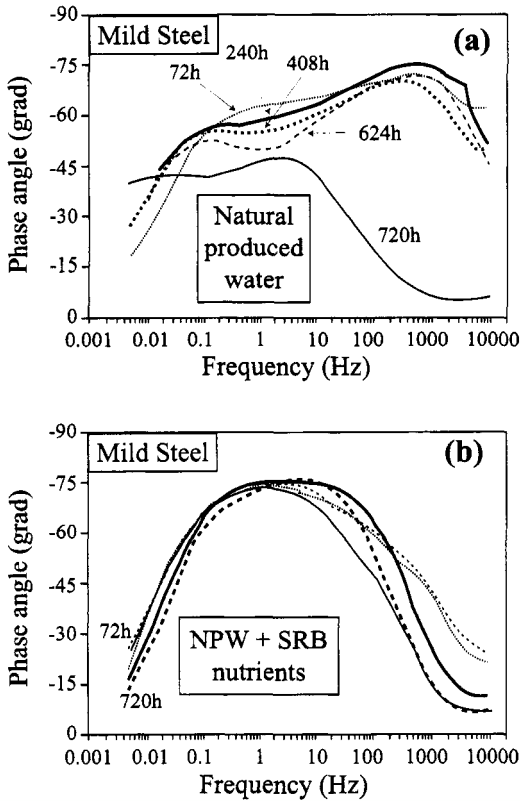 -90
Mild Steel
(a)
-75
240h
408h
72h
-60
624h
-45
-30
Natural
produced
water
720h
-15
0
0.001 0.01 0.1 1 10 100 1000 10000
Phase angle (grad)
Frequency (Hz)
-90
Mild Steel
(b)
-75
-60
-45
-30
72h
NPW + SRB
nutrients
-15
720h
0
0.001 0.01 0.1 1 10 100 1000 10000
Phase angle (grad)
Frequency (Hz)